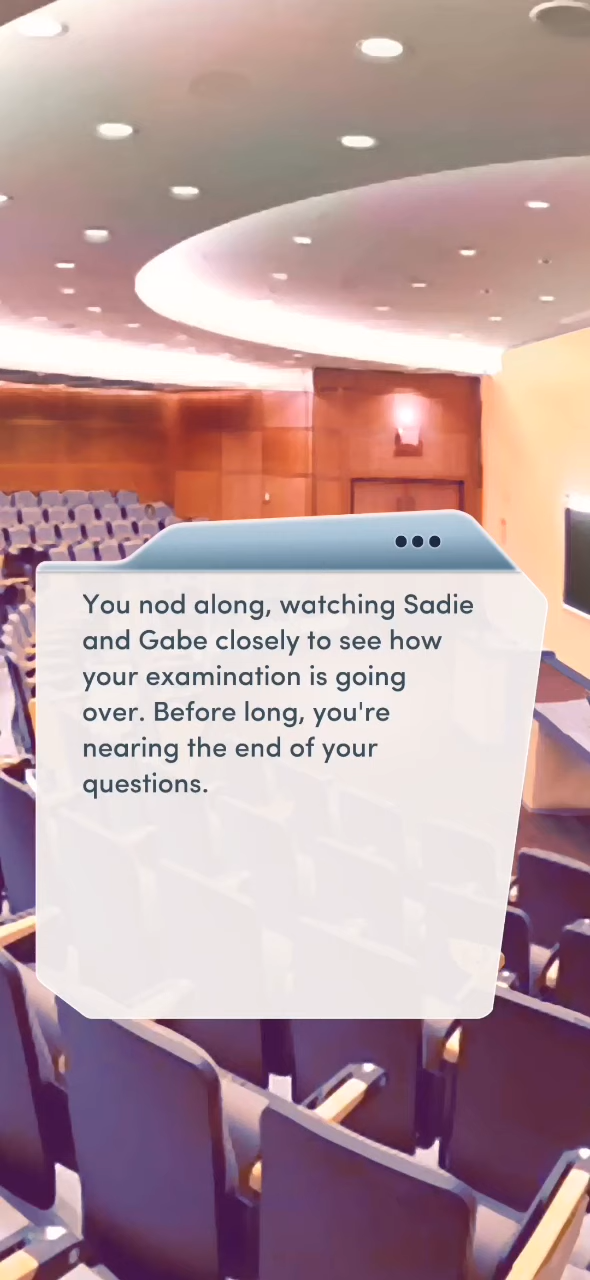 You nod along, watching Sadie
and Gabe closely to see how
your examination is going
over. Before long, you're
nearing the end of your
questions.